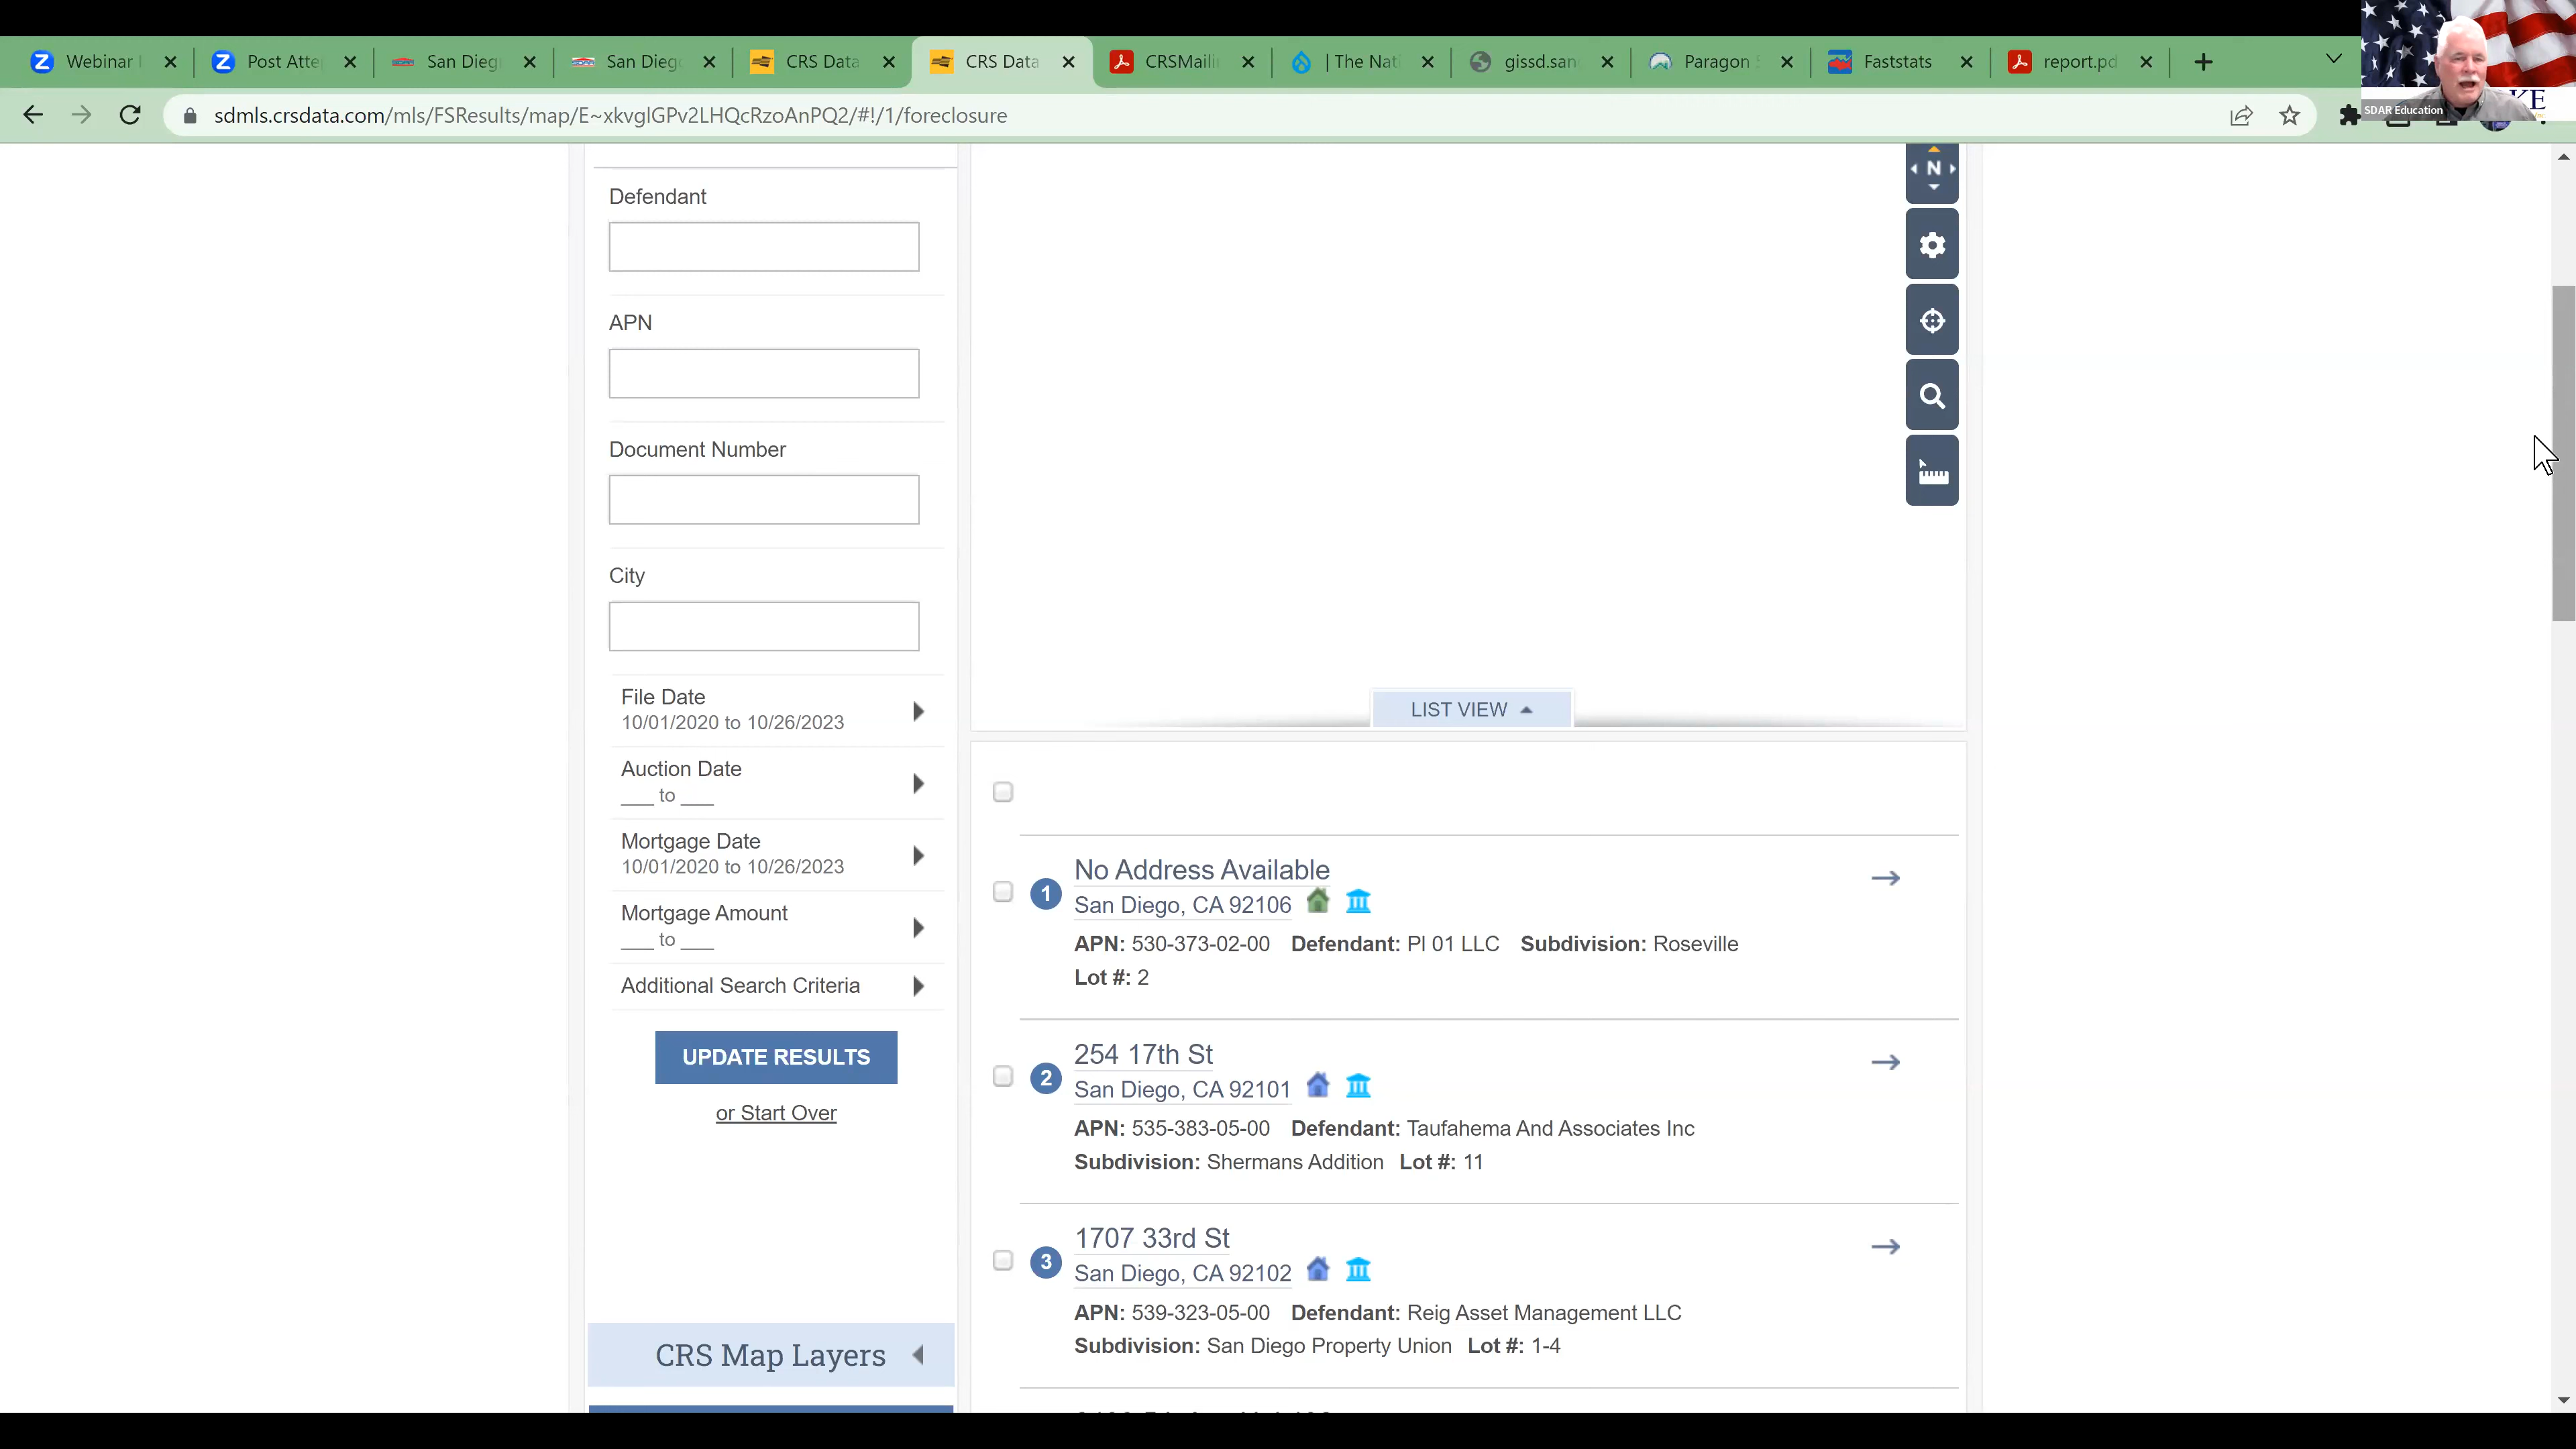 Webinar
Post Atte
San Dieg
San Dieg
CRS Data
CRS Data
CRSMaili
| The Nat
gissd.san
Paragon
Faststats
report.pd
KE
SDAR Education
sdmls.crsdata.com/mls/FSResults/map/E~xkvglGPv2LHQcRzoAnPQ2/#!/1/foreclosure
N
Defendant
APN
Document Number
City
File Date
10/01/2020 to 10/26/2023
Auction Date
___ to ___
Mortgage Date
10/01/2020 to 10/26/2023
Mortgage Amount
___ to ___
Additional Search Criteria
UPDATE RESULTS
or Start Over
CRS Map Layers
LIST VIEW
1 No Address Available
San Diego, CA 92106
APN: 530-373-02-00 Defendant: Pl 01 LLC Subdivision: Roseville
Lot #: 2
2 254 17th St
San Diego, CA 92101
APN: 535-383-05-00 Defendant: Taufahema And Associates Inc
Subdivision: Shermans Addition Lot #: 11
3 1707 33rd St
San Diego, CA 92102
APN: 539-323-05-00 Defendant: Reig Asset Management LLC
Subdivision: San Diego Property Union Lot #: 1-4